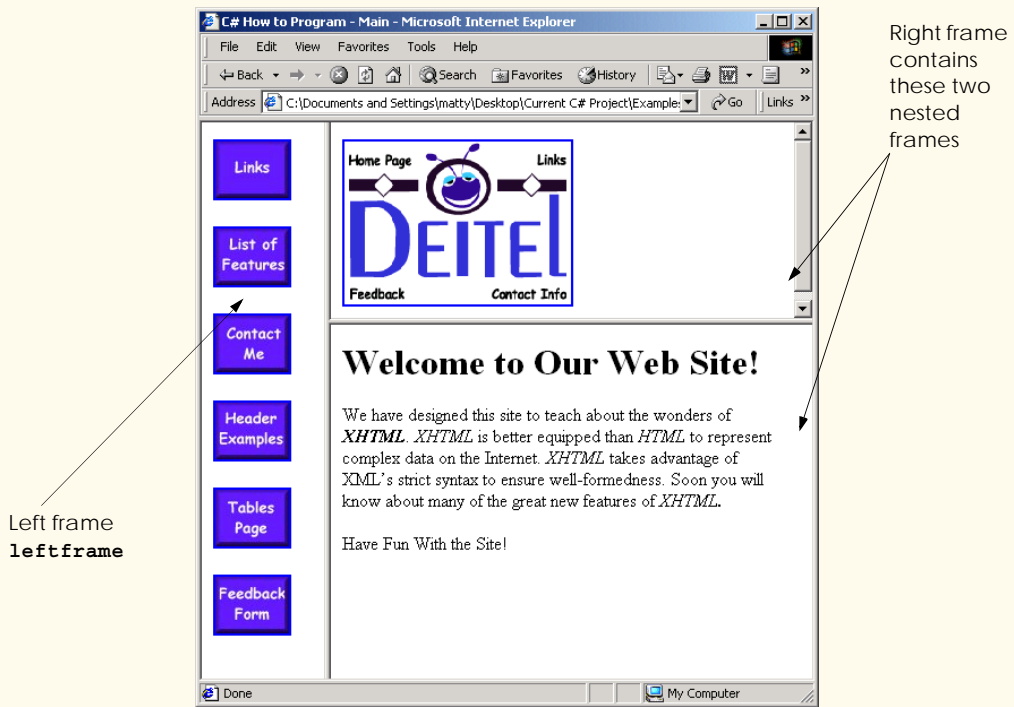 C# How to Program - Main - Microsoft Internet Explorer
File Edit View Favorites Tools Help
Back Search Favorites History
Address C:\Documents and Settings\matty\Desktop\Current C# Project\Example: Go Links »
Right frame
contains
these two
nested
frames
Links
List of
Features
Contact
Me
Header
Examples
Tables
Page
Feedback
Form
Home Page Links
DEITEL
Feedback Contact Info
Welcome to Our Web Site!
We have designed this site to teach about the wonders of
XHTML. XHTML is better equipped than HTML to represent
complex data on the Internet. XHTML takes advantage of
XML's strict syntax to ensure well-formedness. Soon you will
know about many of the great new features of XHTML.
Have Fun With the Site!
Left frame
leftframe
Done My Computer